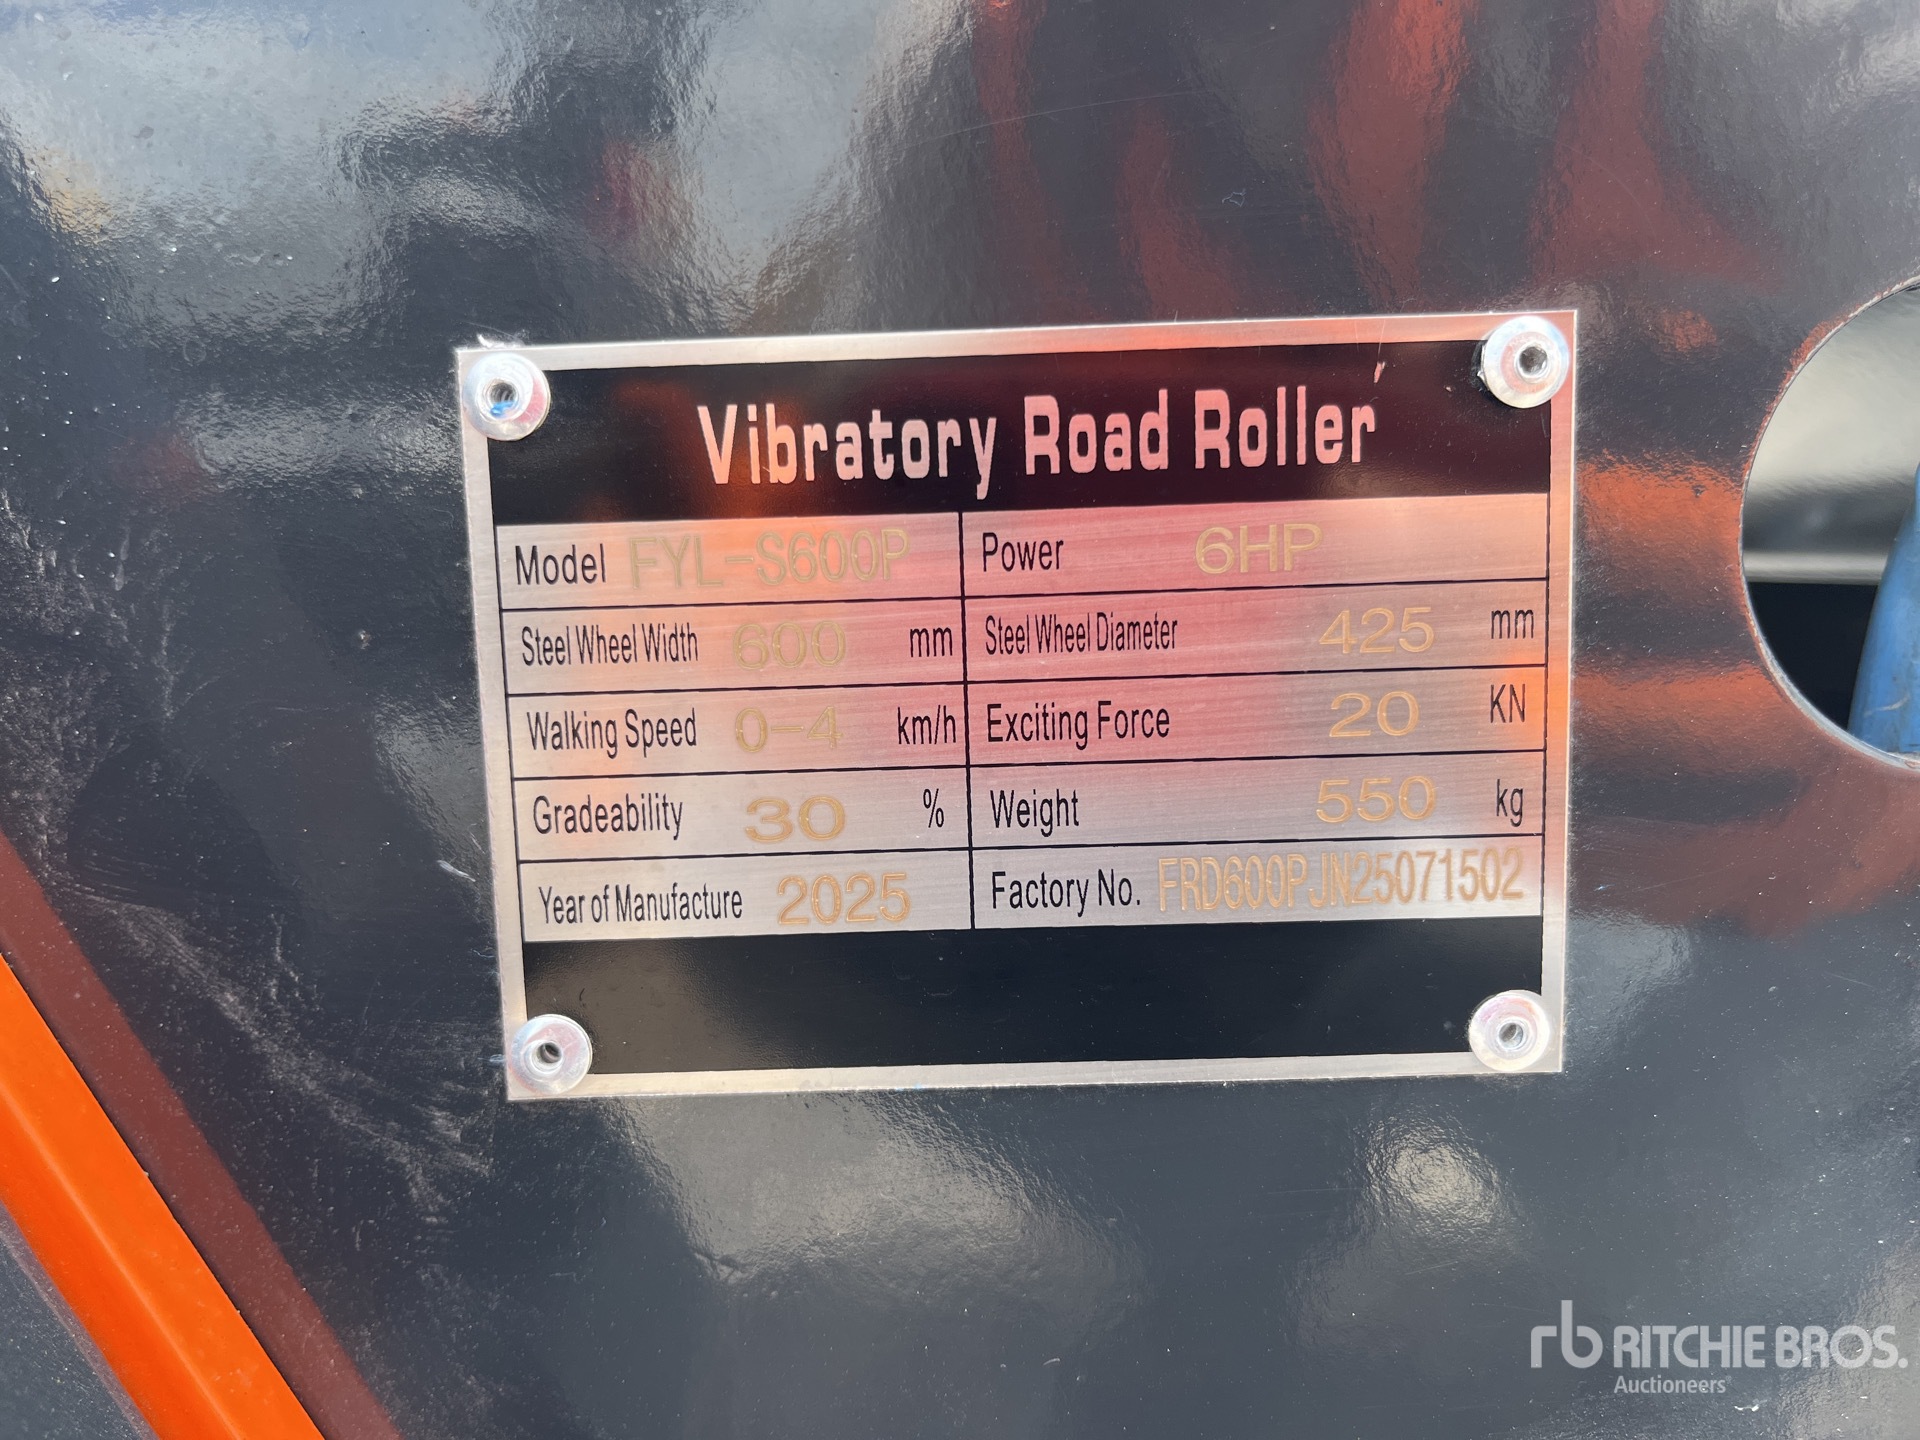 Vibratory Road Roller
Model FYL-S600P Power 6HP
Steel Wheel Width 600 mm Steel Wheel Diameter 425 mm
Walking Speed 0-4 km/h Exciting Force 20 KN
Gradeability 30 % Weight 550 kg
Year of Manufacture 2025 Factory No. FRD600PJN25071502
rb RITCHIE BROS.
Auctioneers